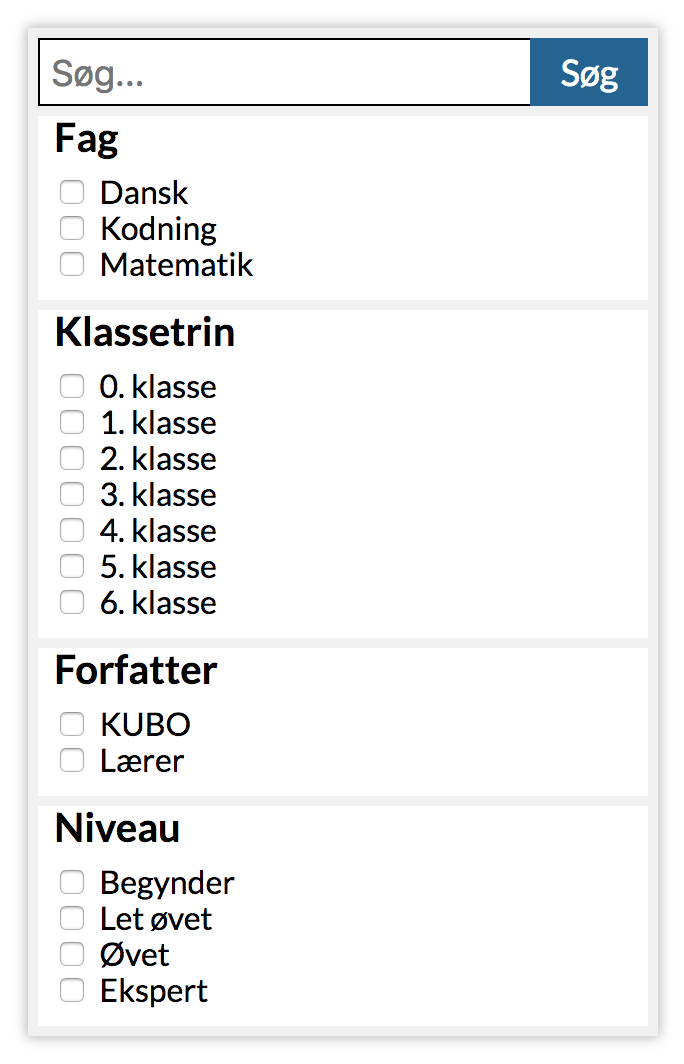 Søg... Søg
Fag
Dansk
Kodning
Matematik
Klassetrin
0. klasse
1. klasse
2. klasse
3. klasse
4. klasse
5. klasse
6. klasse
Forfatter
KUBO
Lærer
Niveau
Begynder
Let øvet
Øvet
Ekspert